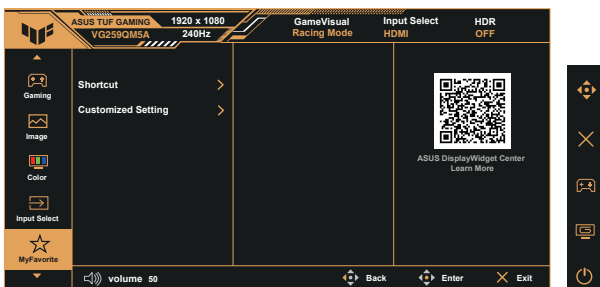 ASUS TUF GAMING 1920 x 1080
VG259QM5A 240Hz
GameVisual Input Select HDR
Racing Mode HDMI OFF
Gaming
Image
Color
Input Select
MyFavorite
Shortcut
Customized Setting
ASUS DisplayWidget Center
Learn More
volume 50
Back Enter Exit